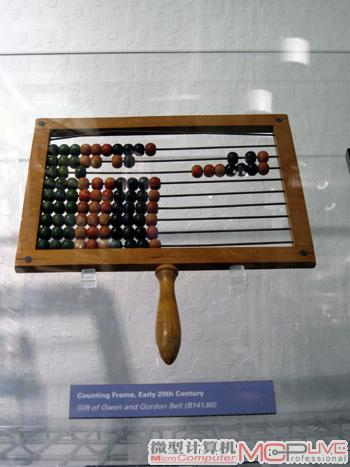 Counting Frame, Early 20th Century
Gift of Gwen and Gordon Bell (B141.80)
微型计算机
MicroComputer
MCPLIVE
Professional